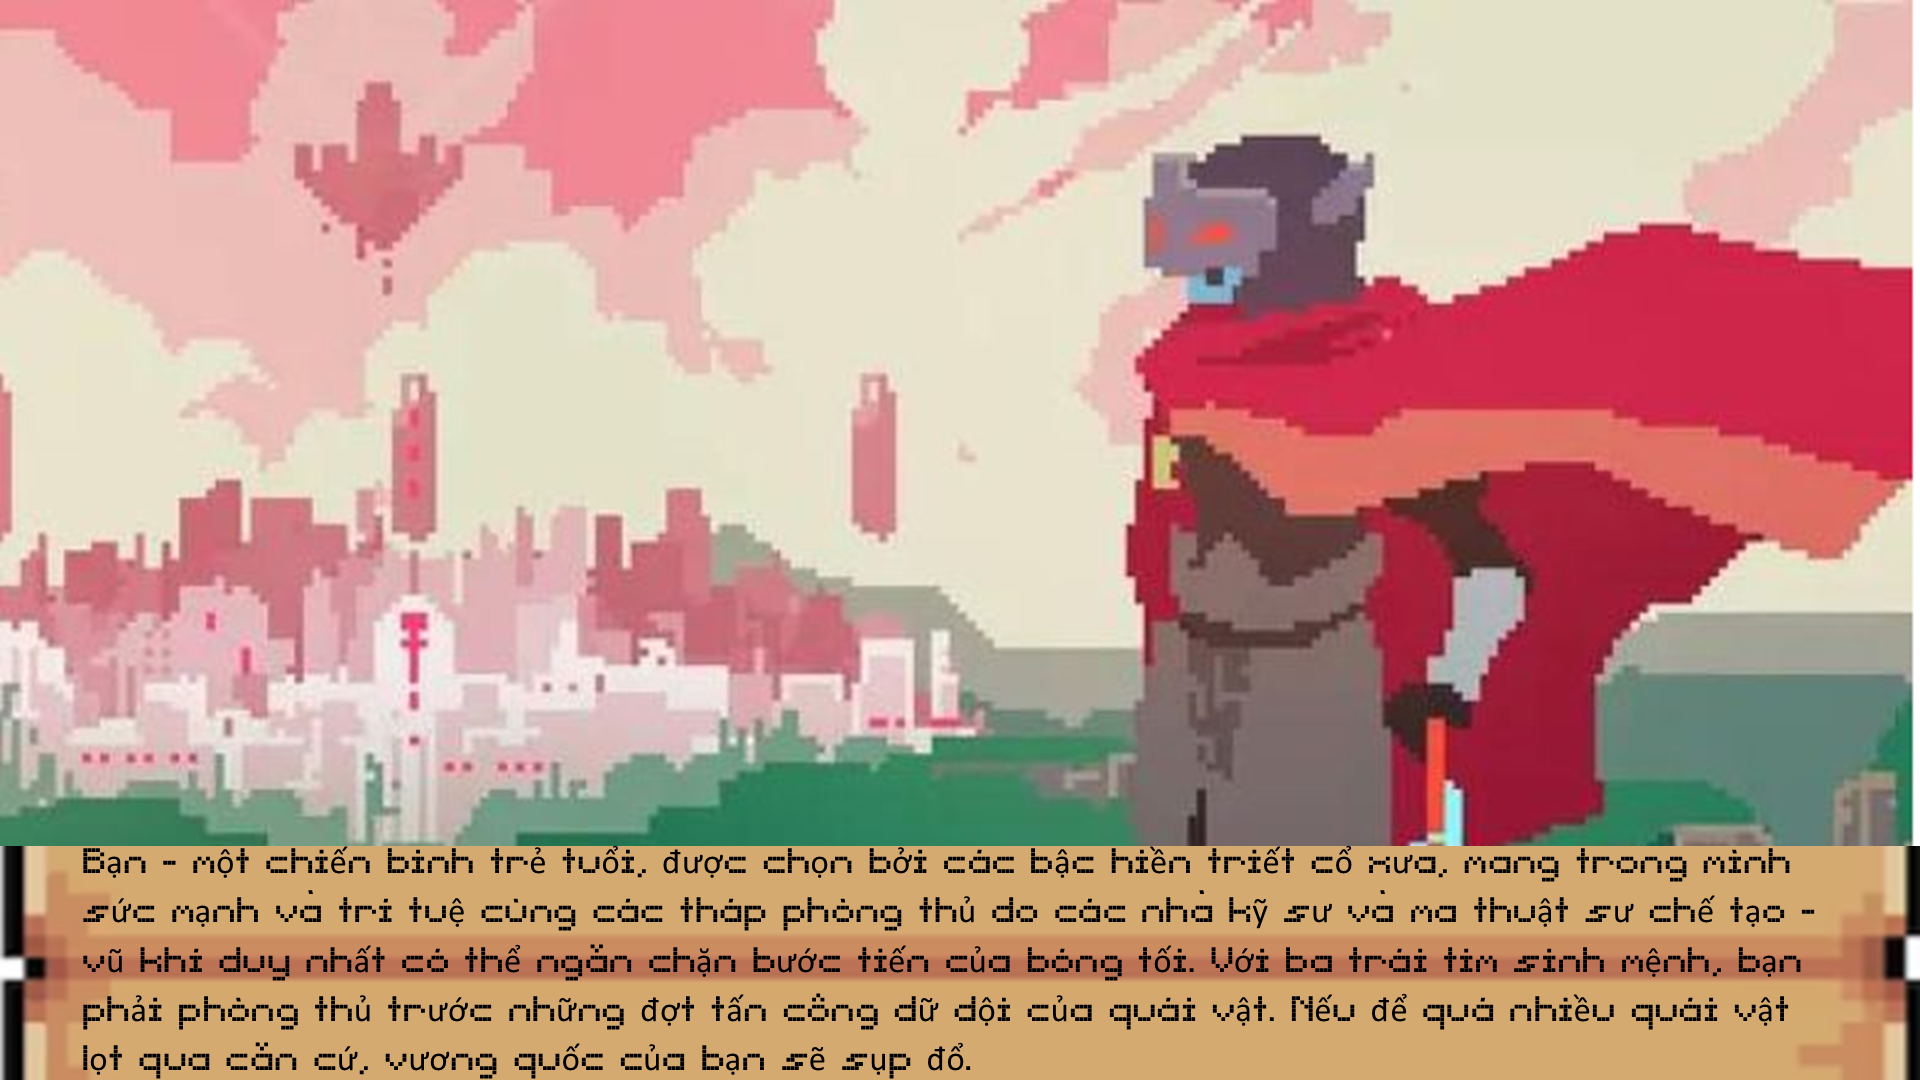 Bạn - một chiến binh trẻ tuổi, được chọn bởi các bậc hiền triết cổ xưa, mang trong mình
sức mạnh và trí tuệ cùng các tháp phòng thủ do các nhà kỹ sư và ma thuật sư chế tạo -
vũ khí duy nhất có thể ngăn chặn bước tiến của bóng tối. Với ba trái tim sinh mệnh, bạn
phải phòng thủ trước những đợt tấn công dữ dội của quái vật. Nếu để quá nhiều quái vật
lọt qua căn cứ, vương quốc của bạn sẽ sụp đổ.